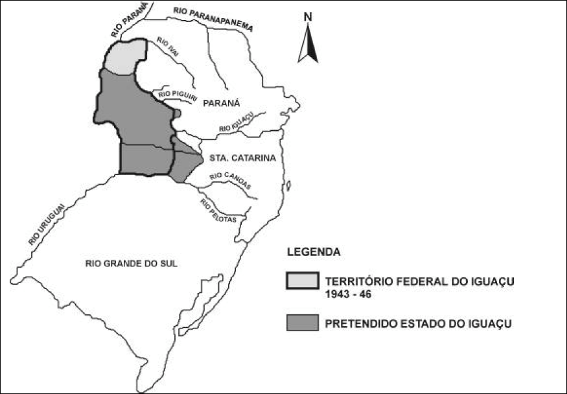 RIO PARANÁ
RIO PARANAPANEMA
N
RIO IVAI
RIO PIQUIRI
PARANÁ
RIO IGUAÇU
STA. CATARINA
RIO CANOAS
RIO PELOTAS
RIO URUGUAI
RIO GRANDE DO SUL
LEGENDA
TERRITÓRIO FEDERAL DO IGUAÇU
1943 - 46
PRETENDIDO ESTADO DO IGUAÇU